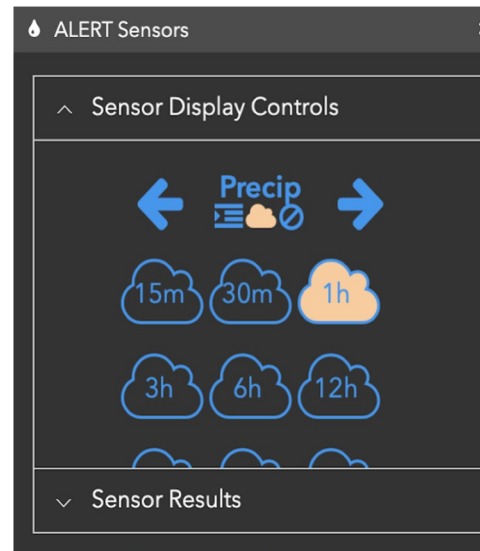 ALERT Sensors
Sensor Display Controls
Precip
15m 30m 1h
3h 6h 12h
Sensor Results